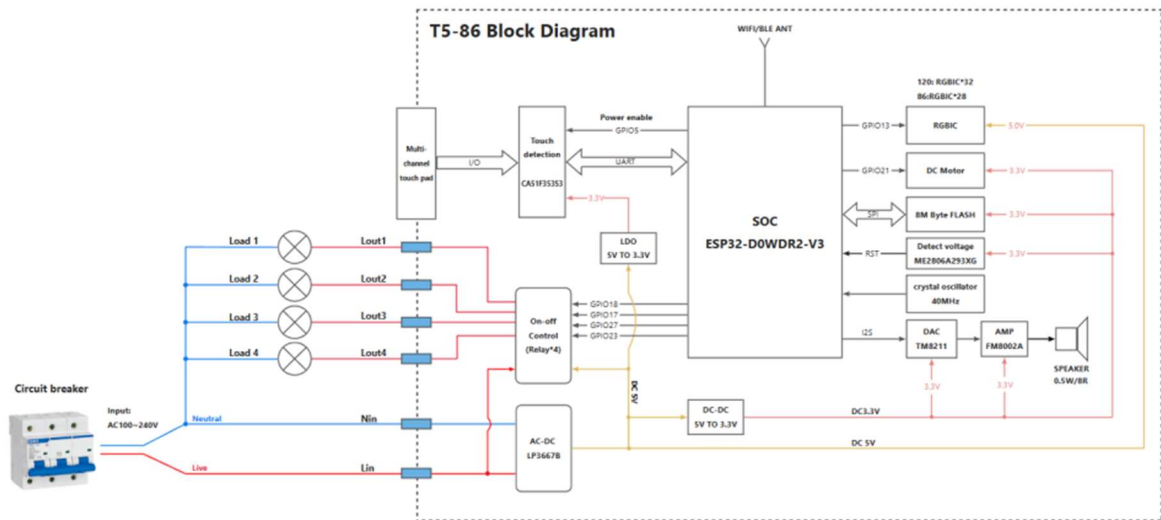 T5-86 Block Diagram
WIFI/BLE ANT
120: RGBIC*32
86:RGBIC*28
Power enable
GPIO5
GPIO13
RGBIC
5.0V
Multi-
channel
touch pad
I/O
Touch
detection
CA51F353S3
UART
GPIO21
DC Motor
3.3V
SOC
ESP32-D0WDR2-V3
SPI
8M Byte FLASH
3.3V
3.3V
LDO
5V TO 3.3V
RST
Detect voltage
ME2806A293XG
3.3V
crystal oscillator
40MHz
Load 1
Lout1
Load 2
Lout2
Load 3
Lout3
Load 4
Lout4
On-off
Control
(Relay*4)
GPIO18
GPIO17
GPIO27
GPIO23
I2S
DAC
TM8211
AMP
FM8002A
SPEAKER
0.5W/8R
3.3V
3.3V
DC 5V
Circuit breaker
Input:
AC100~240V
Neutral
Nin
AC-DC
LP3667B
DC-DC
5V TO 3.3V
DC3.3V
DC 5V
Live
Lin